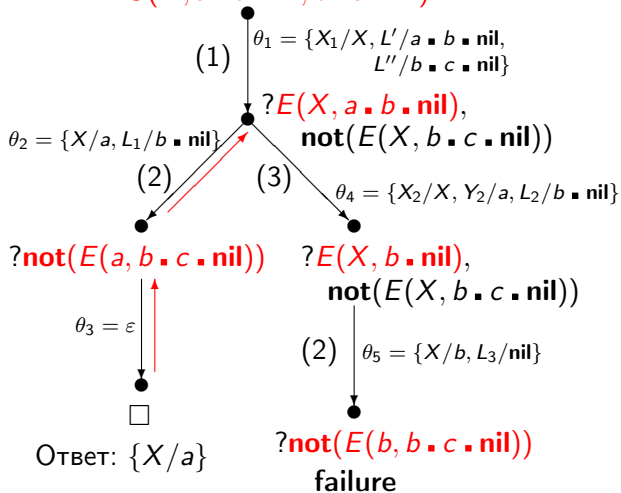 θ₁ = {X₁/X, L′/a ▪ b ▪ nil,
(1)
L″/b ▪ c ▪ nil}
?E(X, a ▪ b ▪ nil),
θ₂ = {X/a, L₁/b ▪ nil}
not(E(X, b ▪ c ▪ nil))
(2)
(3)
θ₄ = {X₂/X, Y₂/a, L₂/b ▪ nil}
?not(E(a, b ▪ c ▪ nil))
?E(X, b ▪ nil),
not(E(X, b ▪ c ▪ nil))
θ₃ = ε
(2)
θ₅ = {X/b, L₃/nil}
□
?not(E(b, b ▪ c ▪ nil))
Ответ: {X/a}
failure